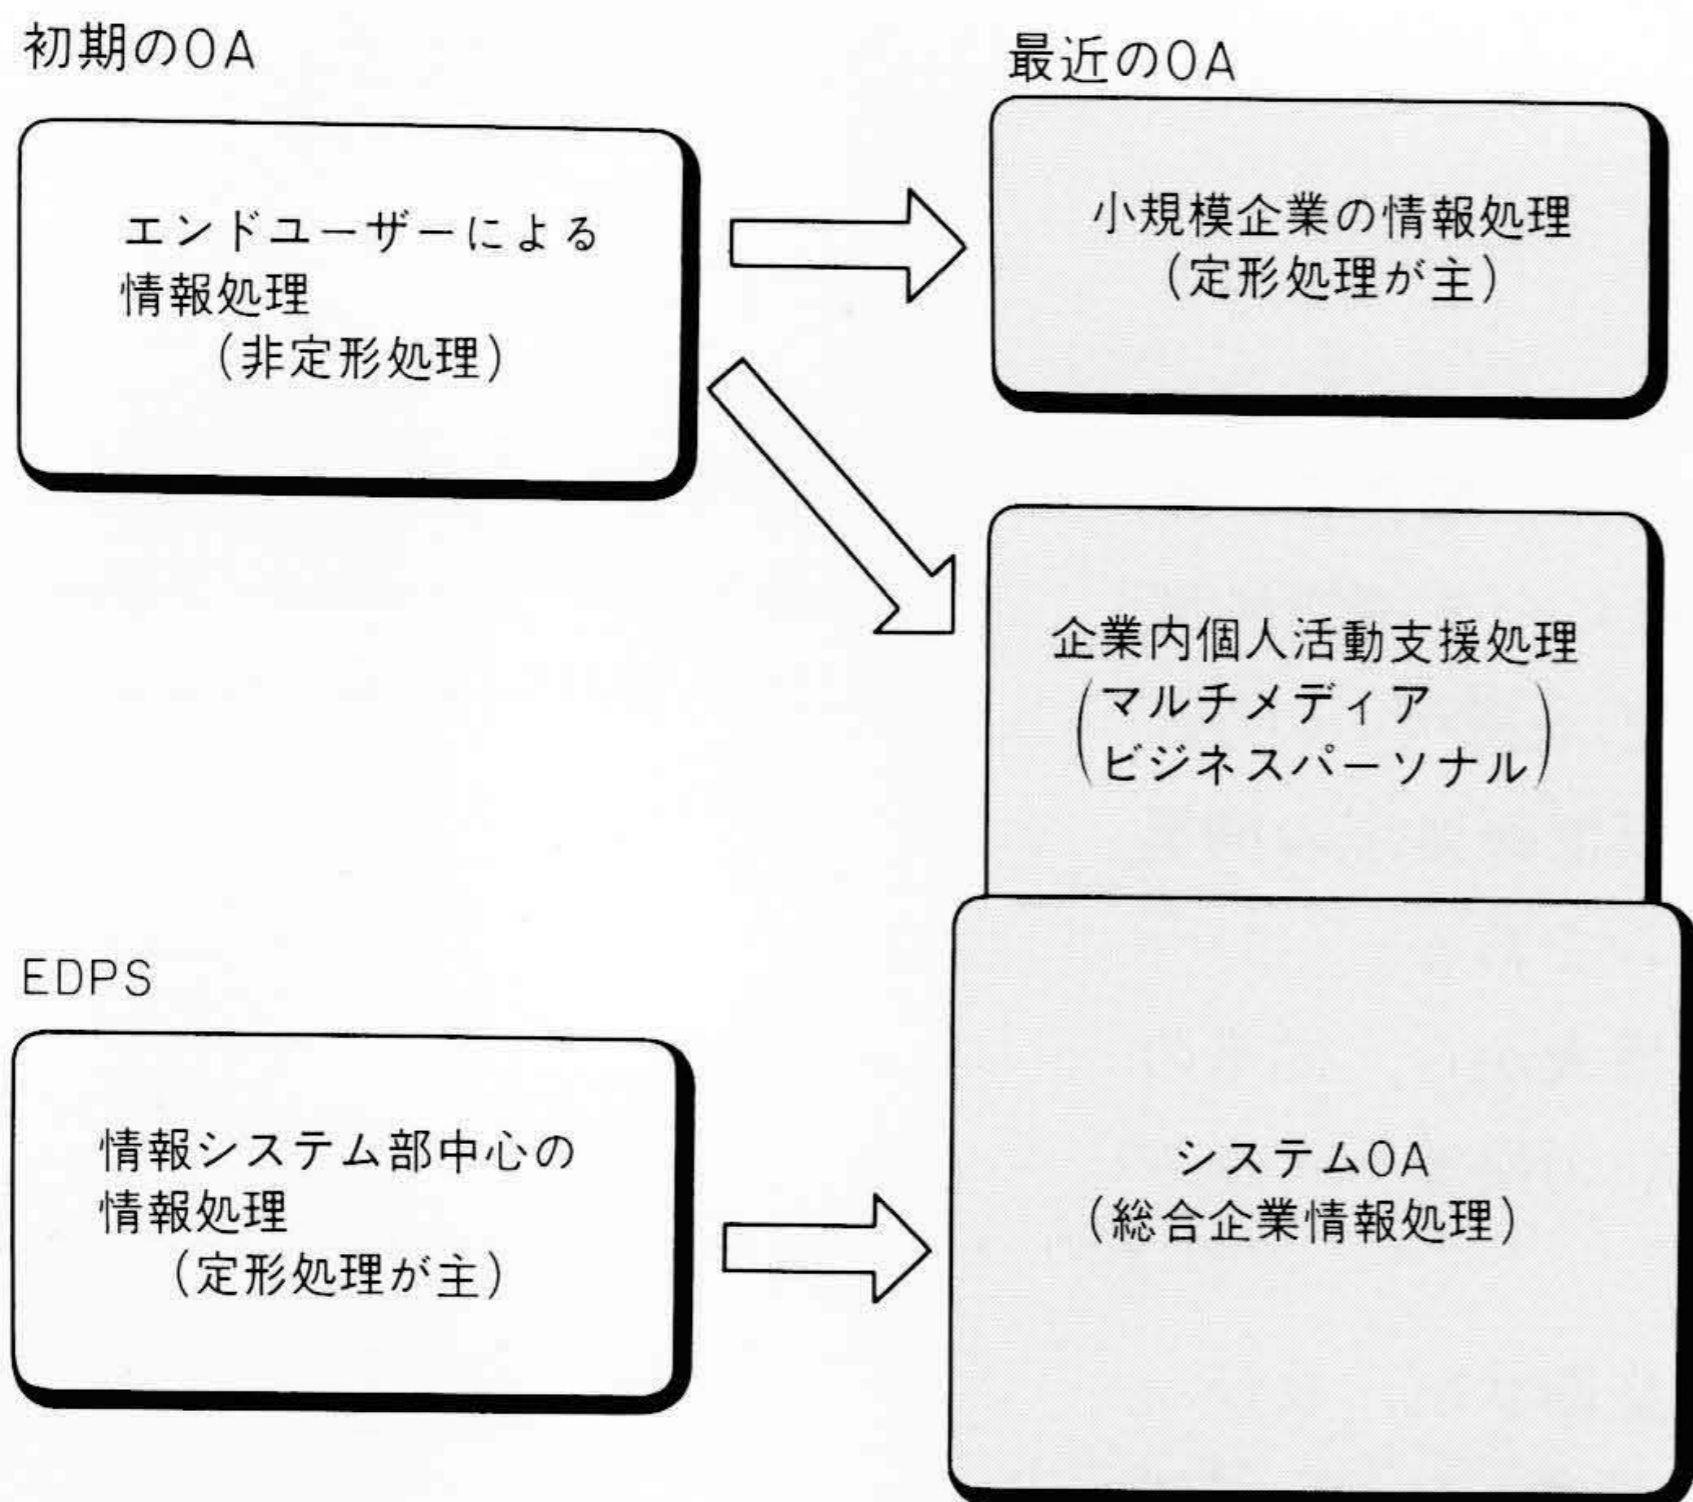 初期のOA
エンドユーザーによる
情報処理
(非定形処理)
最近のOA
小規模企業の情報処理
(定形処理が主)
企業内個人活動支援処理
(マルチメディア
ビジネスパーソナル)
EDPS
情報システム部中心の
情報処理
(定形処理が主)
システムOA
(総合企業情報処理)